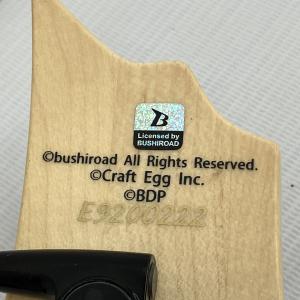 B
Licensed by
BUSHIROAD
©bushiroad All Rights Reserved.
©Craft Egg Inc.
©BDP
E9200222